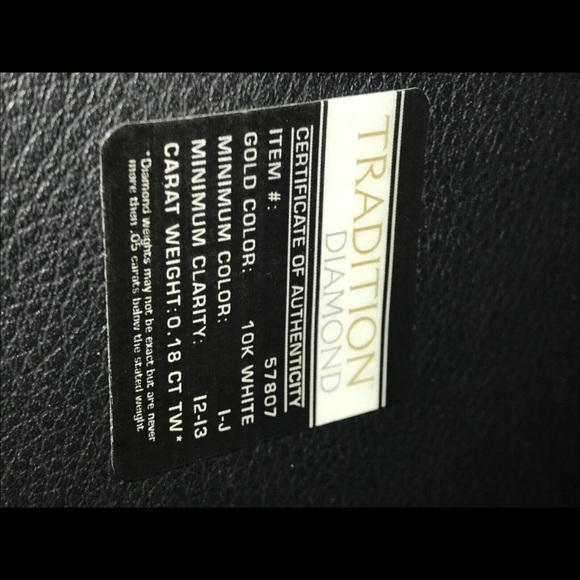 TRADITION
DIAMOND
CERTIFICATE OF AUTHENTICITY
ITEM #: 57807
GOLD COLOR: 10K WHITE
MINIMUM COLOR: I-J
MINIMUM CLARITY: I2-I3
CARAT WEIGHT: 0.18 CT TW*
*Diamond weights may not be exact but are never
more then .05 carats below the stated weight.